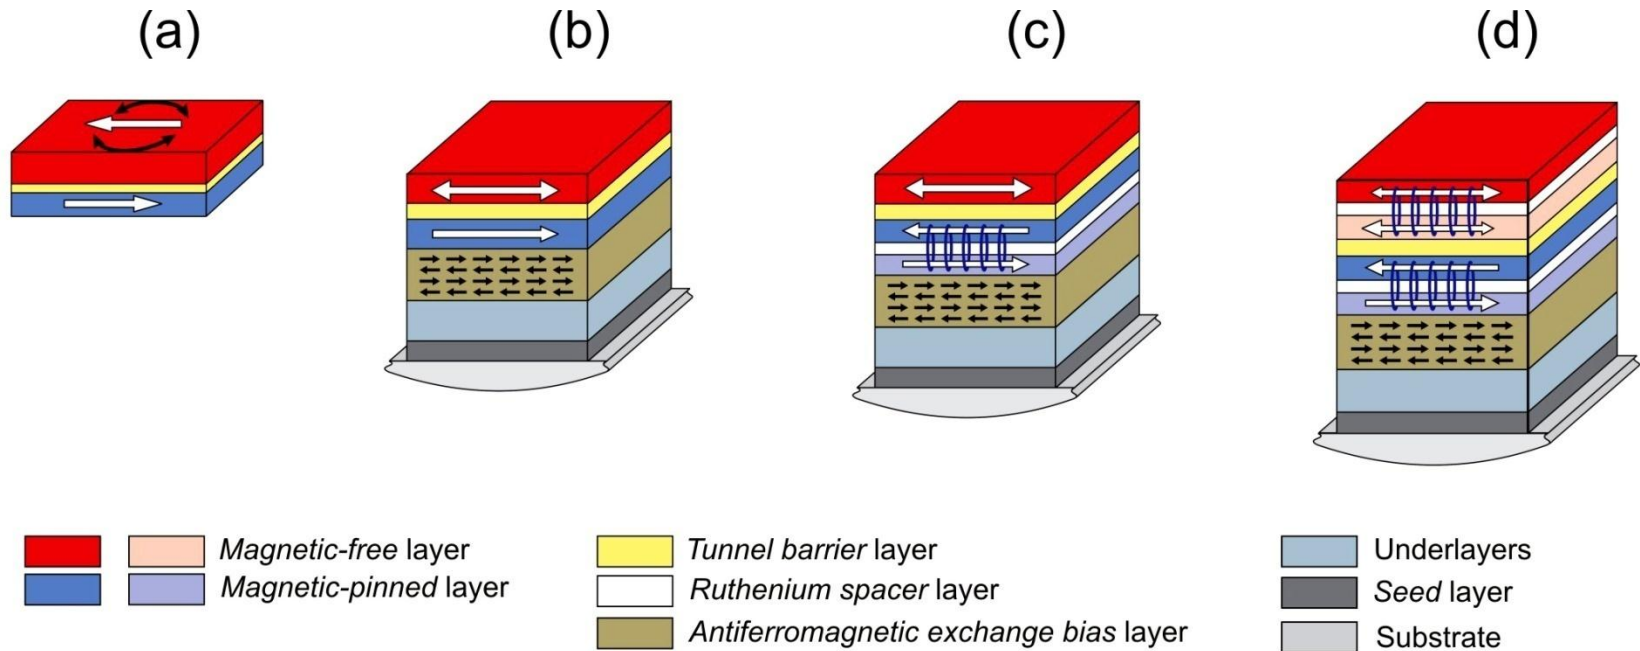 (a)
(b)
(c)
(d)
Magnetic-free layer
Magnetic-pinned layer
Tunnel barrier layer
Ruthenium spacer layer
Antiferromagnetic exchange bias layer
Underlayers
Seed layer
Substrate